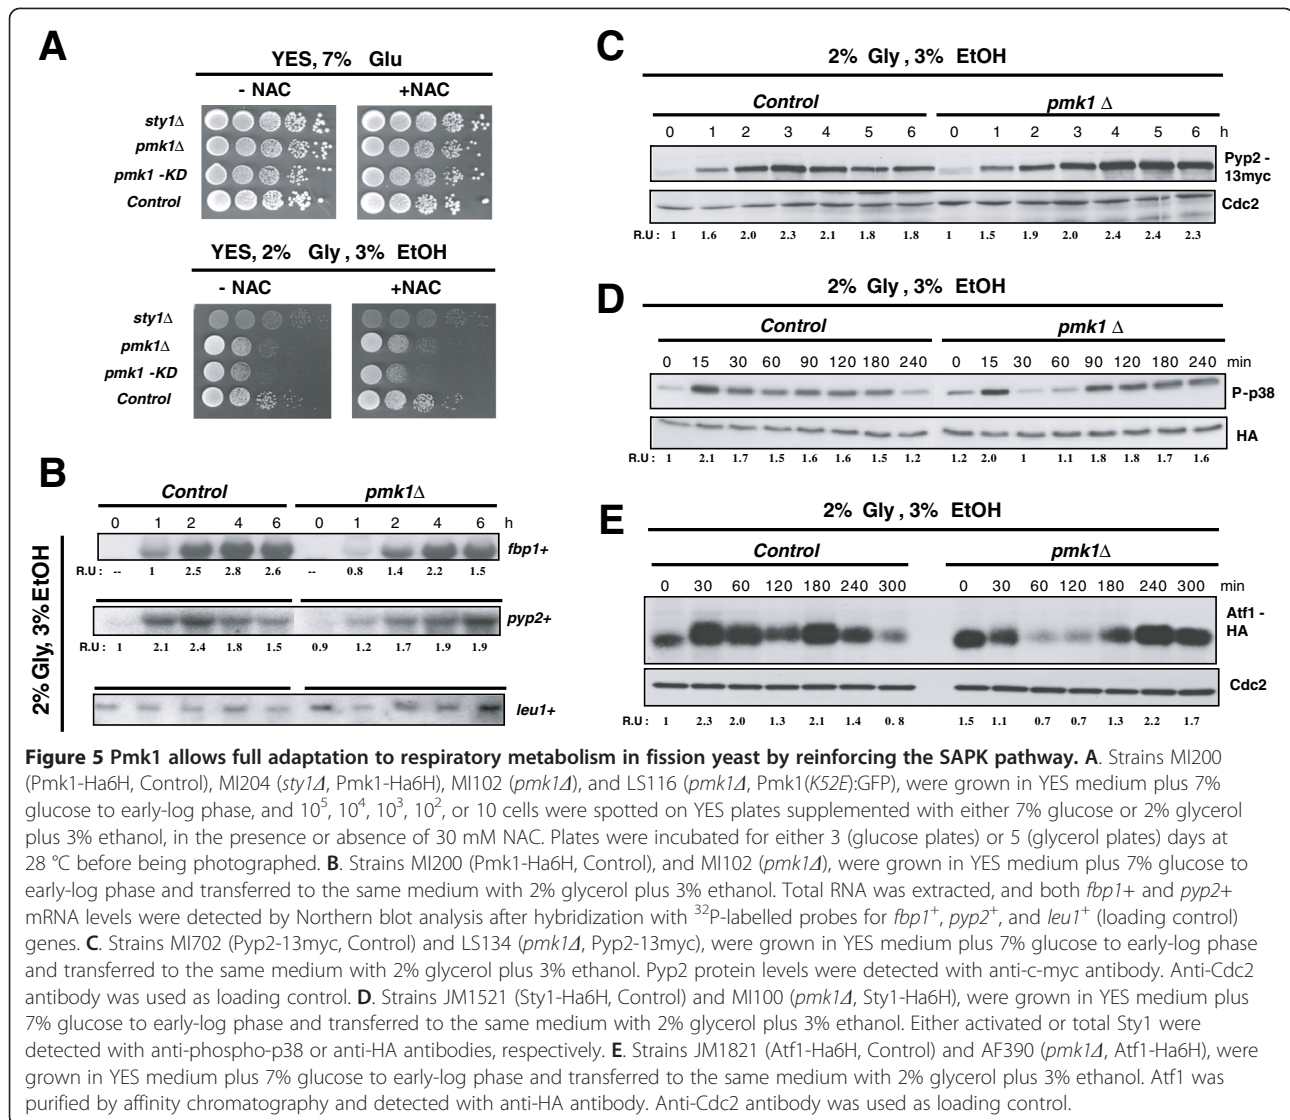 A
YES, 7% Glu
- NAC +NAC
sty1Δ
pmk1Δ
pmk1 -KD
Control
YES, 2% Gly , 3% EtOH
- NAC +NAC
sty1Δ
pmk1Δ
pmk1 -KD
Control
B
2% Gly, 3% EtOH
Control pmk1Δ
0 1 2 4 6 0 1 2 4 6 h
fbp1+
R.U : -- 1 2.5 2.8 2.6 -- 0.8 1.4 2.2 1.5
pyp2+
R.U : 1 2.1 2.4 1.8 1.5 0.9 1.2 1.7 1.9 1.9
leu1+
C
2% Gly , 3% EtOH
Control pmk1 Δ
0 1 2 3 4 5 6 0 1 2 3 4 5 6 h
Pyp2 -
13myc
Cdc2
R.U : 1 1.6 2.0 2.3 2.1 1.8 1.8 1 1.5 1.9 2.0 2.4 2.4 2.3
D
2% Gly , 3% EtOH
Control pmk1 Δ
0 15 30 60 90 120 180 240 0 15 30 60 90 120 180 240 min
P-p38
HA
R.U : 1 2.1 1.7 1.5 1.6 1.6 1.5 1.2 1.2 2.0 1 1.1 1.8 1.8 1.7 1.6
E
2% Gly , 3% EtOH
Control pmk1Δ
0 30 60 120 180 240 300 0 30 60 120 180 240 300 min
Atf1 -
HA
Cdc2
R.U : 1 2.3 2.0 1.3 2.1 1.4 0. 8 1.5 1.1 0.7 0.7 1.3 2.2 1.7
Figure 5 Pmk1 allows full adaptation to respiratory metabolism in fission yeast by reinforcing the SAPK pathway. A. Strains MI200
(Pmk1-Ha6H, Control), MI204 (sty1Δ, Pmk1-Ha6H), MI102 (pmk1Δ), and LS116 (pmk1Δ, Pmk1(K52E):GFP), were grown in YES medium plus 7%
glucose to early-log phase, and 10⁵, 10⁴, 10³, 10², or 10 cells were spotted on YES plates supplemented with either 7% glucose or 2% glycerol
plus 3% ethanol, in the presence or absence of 30 mM NAC. Plates were incubated for either 3 (glucose plates) or 5 (glycerol plates) days at
28 °C before being photographed. B. Strains MI200 (Pmk1-Ha6H, Control), and MI102 (pmk1Δ), were grown in YES medium plus 7% glucose to
early-log phase and transferred to the same medium with 2% glycerol plus 3% ethanol. Total RNA was extracted, and both fbp1+ and pyp2+
mRNA levels were detected by Northern blot analysis after hybridization with ³²P-labelled probes for fbp1⁺, pyp2⁺, and leu1⁺ (loading control)
genes. C. Strains MI702 (Pyp2-13myc, Control) and LS134 (pmk1Δ, Pyp2-13myc), were grown in YES medium plus 7% glucose to early-log phase
and transferred to the same medium with 2% glycerol plus 3% ethanol. Pyp2 protein levels were detected with anti-c-myc antibody. Anti-Cdc2
antibody was used as loading control. D. Strains JM1521 (Sty1-Ha6H, Control) and MI100 (pmk1Δ, Sty1-Ha6H), were grown in YES medium plus
7% glucose to early-log phase and transferred to the same medium with 2% glycerol plus 3% ethanol. Either activated or total Sty1 were
detected with anti-phospho-p38 or anti-HA antibodies, respectively. E. Strains JM1821 (Atf1-Ha6H, Control) and AF390 (pmk1Δ, Atf1-Ha6H), were
grown in YES medium plus 7% glucose to early-log phase and transferred to the same medium with 2% glycerol plus 3% ethanol. Atf1 was
purified by affinity chromatography and detected with anti-HA antibody. Anti-Cdc2 antibody was used as loading control.